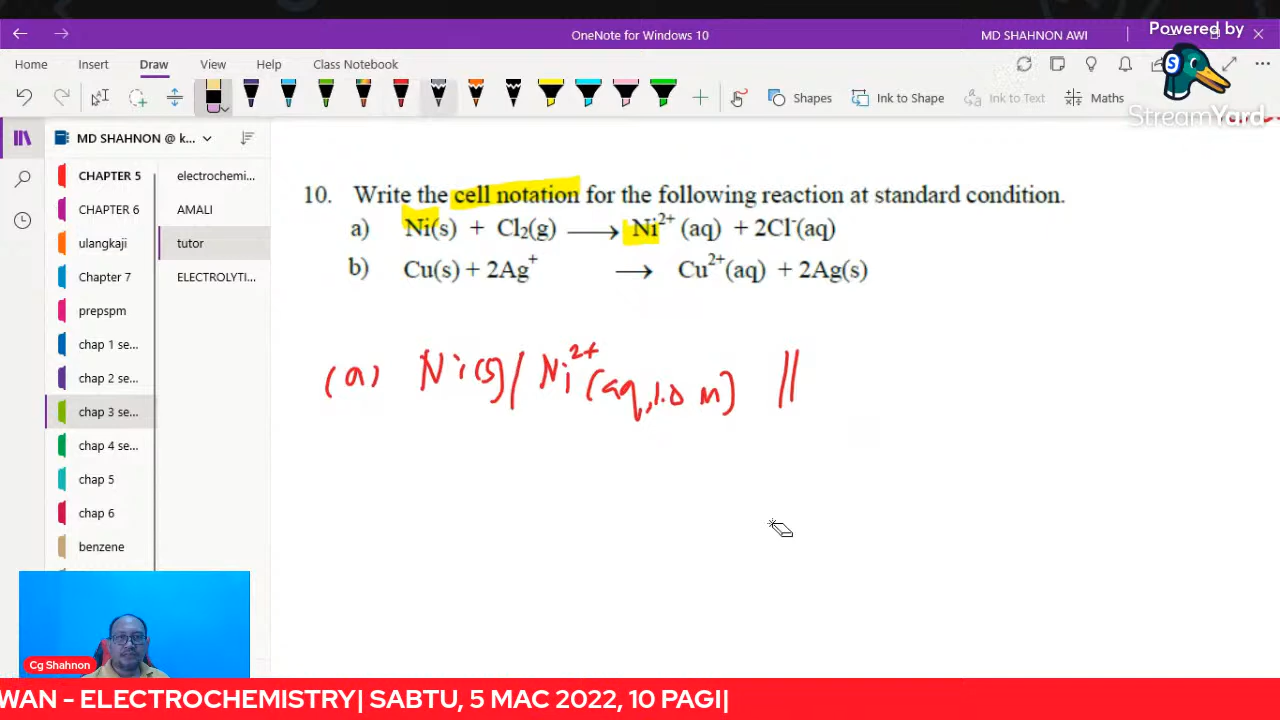 OneNote for Windows 10
MD SHAHNON AWI
Powered by
StreamYard
Home Insert Draw View Help Class Notebook
Shapes Ink to Shape Ink to Text Maths
MD SHAHNON @ k...
CHAPTER 5
CHAPTER 6
ulangkaji
Chapter 7
prepspm
chap 1 se...
chap 2 se...
chap 3 se...
chap 4 se...
chap 5
chap 6
benzene
electrochemi...
AMALI
tutor
ELECTROLYTI...
10. Write the cell notation for the following reaction at standard condition.
a) Ni(s) + Cl₂(g) ⟶ Ni²⁺ (aq) + 2Cl⁻(aq)
b) Cu(s) + 2Ag⁺ ⟶ Cu²⁺(aq) + 2Ag(s)
(a) Ni(s) / Ni²⁺ (aq, 1.0 M) //
Cg Shahnon
WAN - ELECTROCHEMISTRY| SABTU, 5 MAC 2022, 10 PAGI|